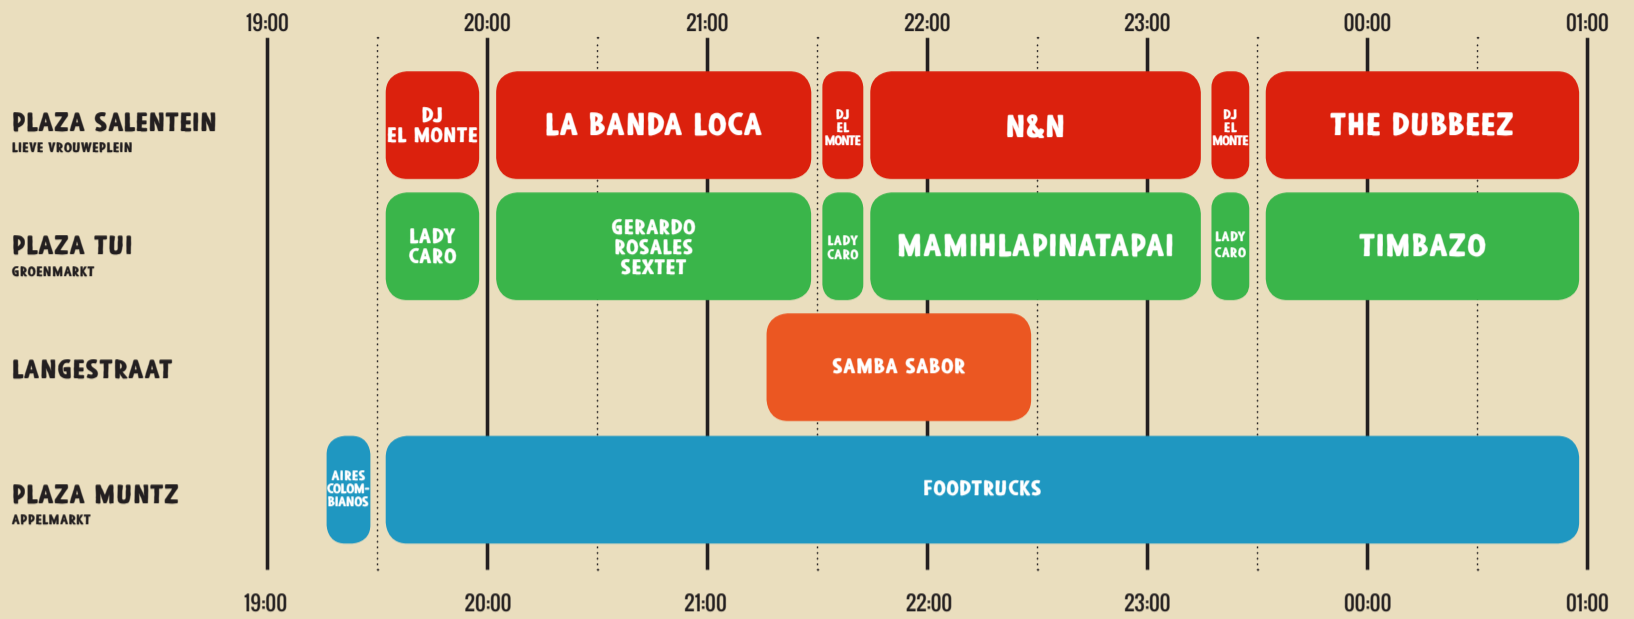 19:00 20:00 21:00 22:00 23:00 00:00 01:00
PLAZA SALENTEIN
LIEVE VROUWEPLEIN
DJ
EL MONTE
LA BANDA LOCA
DJ
EL
MONTE
N&N
DJ
EL
MONTE
THE DUBBEEZ
PLAZA TUI
GROENMARKT
LADY
CARO
GERARDO
ROSALES
SEXTET
LADY
CARO
MAMIHLAPINATAPAI
LADY
CARO
TIMBAZO
LANGESTRAAT
SAMBA SABOR
PLAZA MUNTZ
APPELMARKT
AIRES
COLOM-
BIANOS
FOODTRUCKS
19:00 20:00 21:00 22:00 23:00 00:00 01:00